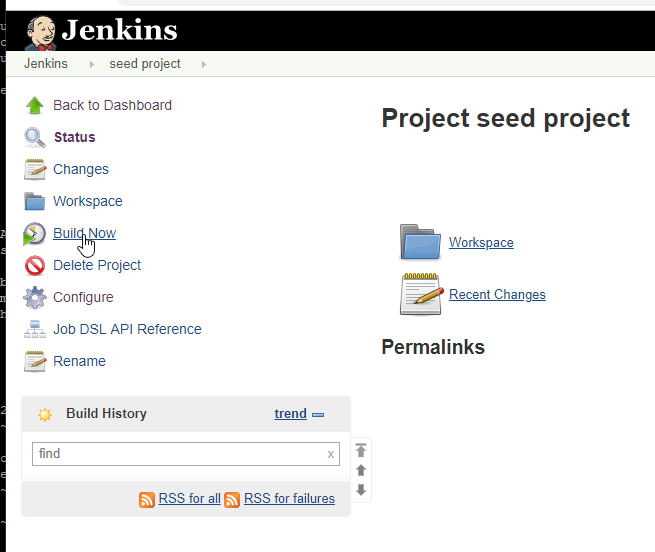 Jenkins
Jenkins
seed project
Back to Dashboard
Status
Changes
Workspace
Build Now
Delete Project
Configure
Job DSL API Reference
Rename
Project seed project
Workspace
Recent Changes
Permalinks
Build History
trend
find
x
RSS for all
RSS for failures